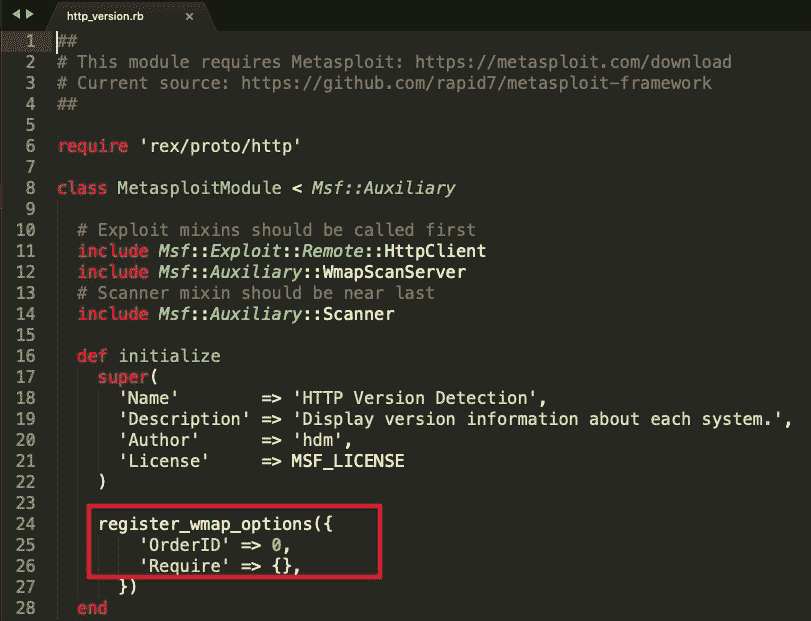 http_version.rb ×
1 ##
2 # This module requires Metasploit: https://metasploit.com/download
3 # Current source: https://github.com/rapid7/metasploit-framework
4 ##
5
6 require 'rex/proto/http'
7
8 class MetasploitModule < Msf::Auxiliary
9
10 # Exploit mixins should be called first
11 include Msf::Exploit::Remote::HttpClient
12 include Msf::Auxiliary::WmapScanServer
13 # Scanner mixin should be near last
14 include Msf::Auxiliary::Scanner
15
16 def initialize
17 super(
18 'Name' => 'HTTP Version Detection',
19 'Description' => 'Display version information about each system.',
20 'Author' => 'hdm',
21 'License' => MSF_LICENSE
22 )
23
24 register_wmap_options({
25 'OrderID' => 0,
26 'Require' => {},
27 })
28 end